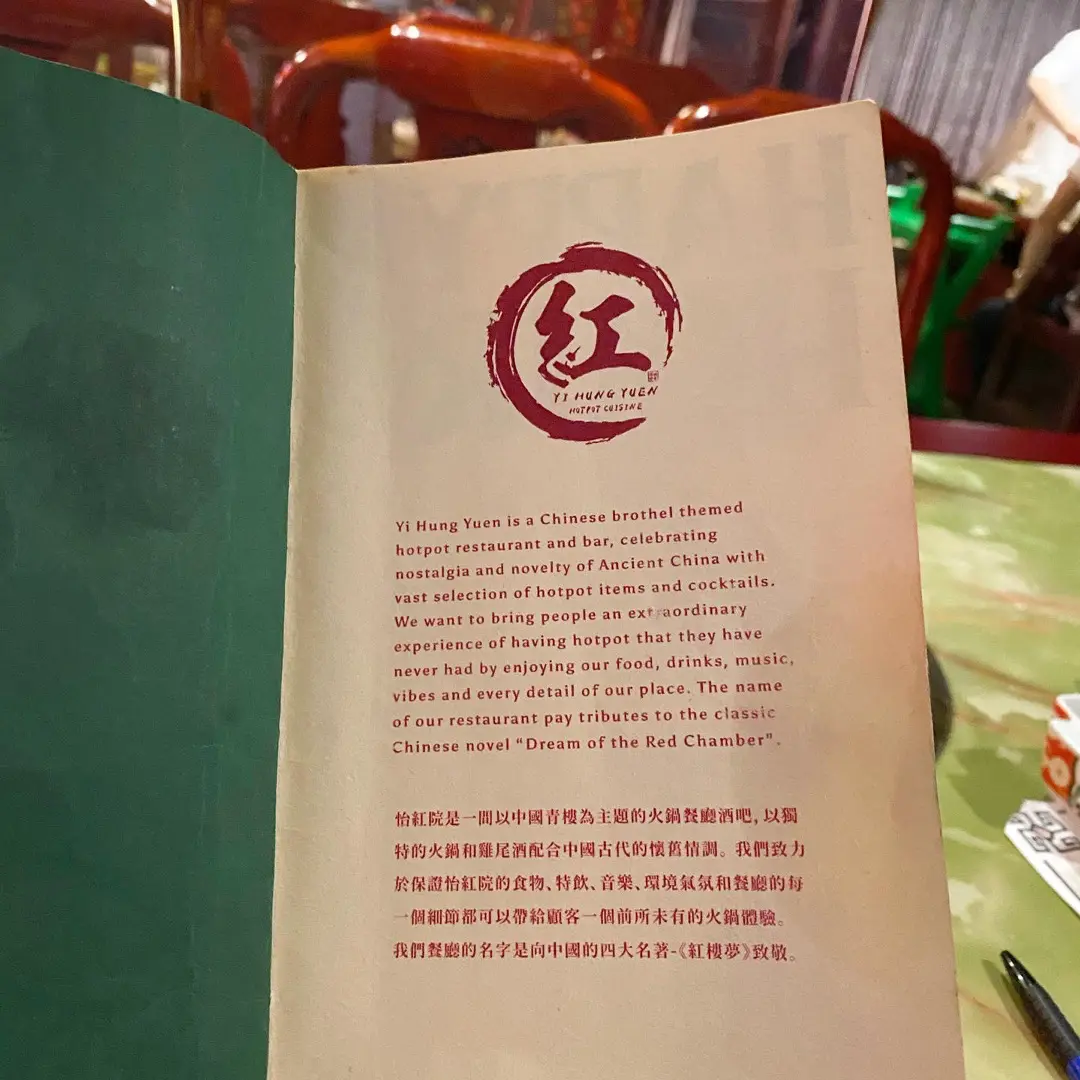 紅
YI HUNG YUEN
HOTPOT CUISINE
Yi Hung Yuen is a Chinese brothel themed
hotpot restaurant and bar, celebrating
nostalgia and novelty of Ancient China with
vast selection of hotpot items and cocktails.
We want to bring people an extraordinary
experience of having hotpot that they have
never had by enjoying our food, drinks, music,
vibes and every detail of our place. The name
of our restaurant pay tributes to the classic
Chinese novel “Dream of the Red Chamber”.
怡紅院是一間以中國青樓為主題的火鍋餐廳酒吧，以獨
特的火鍋和雞尾酒配合中國古代的懷舊情調。我們致力
於保證怡紅院的食物、特飲、音樂、環境氣氛和餐廳的每
一個細節都可以帶給顧客一個前所未有的火鍋體驗。
我們餐廳的名字是向中國的四大名著-《紅樓夢》致敬。